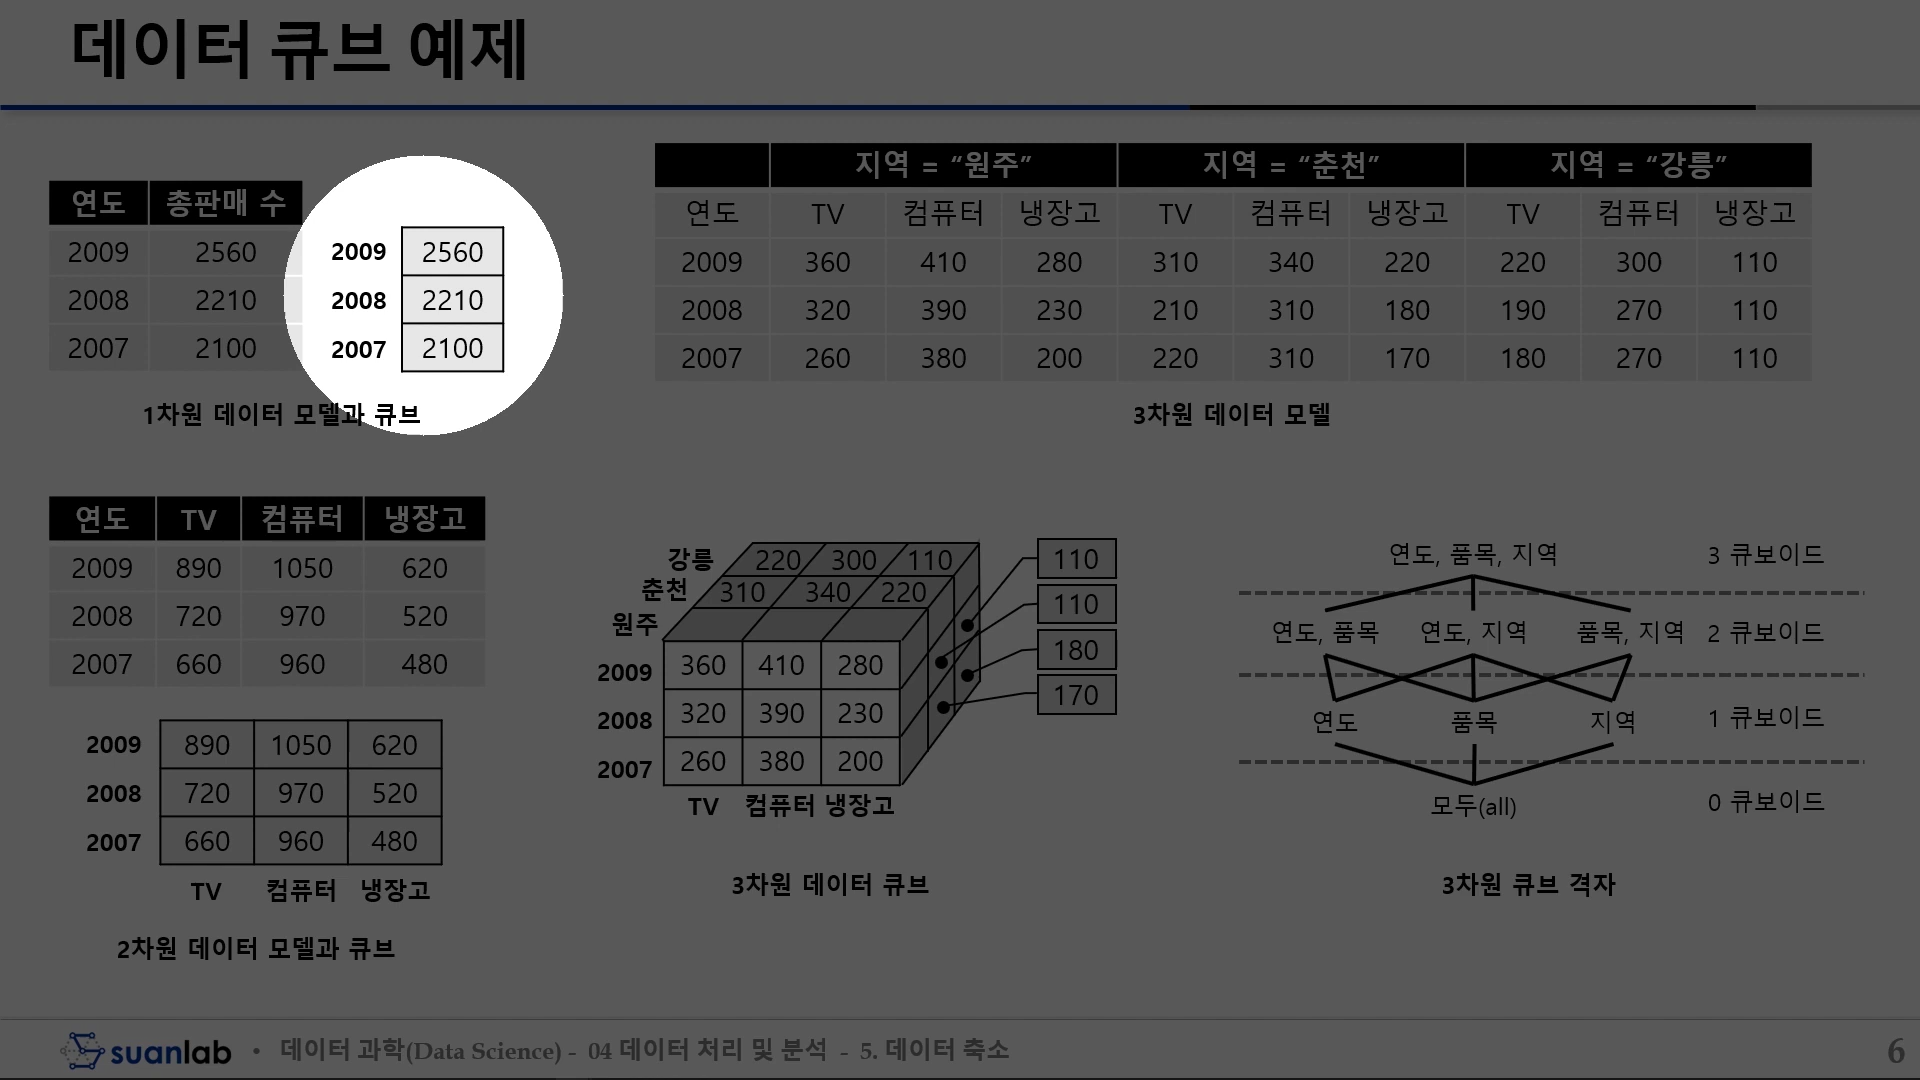 데이터 큐브 예제
연도 총판매 수
2009 2560
2008 2210
2007 2100
2009 2560
2008 2210
2007 2100
1차원 데이터 모델과 큐브
지역 = “원주” 지역 = “춘천” 지역 = “강릉”
연도 TV 컴퓨터 냉장고 TV 컴퓨터 냉장고 TV 컴퓨터 냉장고
2009 360 410 280 310 340 220 220 300 110
2008 320 390 230 210 310 180 190 270 110
2007 260 380 200 220 310 170 180 270 110
3차원 데이터 모델
연도 TV 컴퓨터 냉장고
2009 890 1050 620
2008 720 970 520
2007 660 960 480
2009 890 1050 620
2008 720 970 520
2007 660 960 480
TV 컴퓨터 냉장고
2차원 데이터 모델과 큐브
강릉 220 300 110
춘천 310 340 220
원주
2009 360 410 280
2008 320 390 230
2007 260 380 200
TV 컴퓨터 냉장고
110
110
180
170
3차원 데이터 큐브
연도, 품목, 지역 3 큐보이드
연도, 품목 연도, 지역 품목, 지역 2 큐보이드
연도 품목 지역 1 큐보이드
모두(all) 0 큐보이드
3차원 큐브 격자
suanlab • 데이터 과학(Data Science) - 04 데이터 처리 및 분석 - 5. 데이터 축소 6